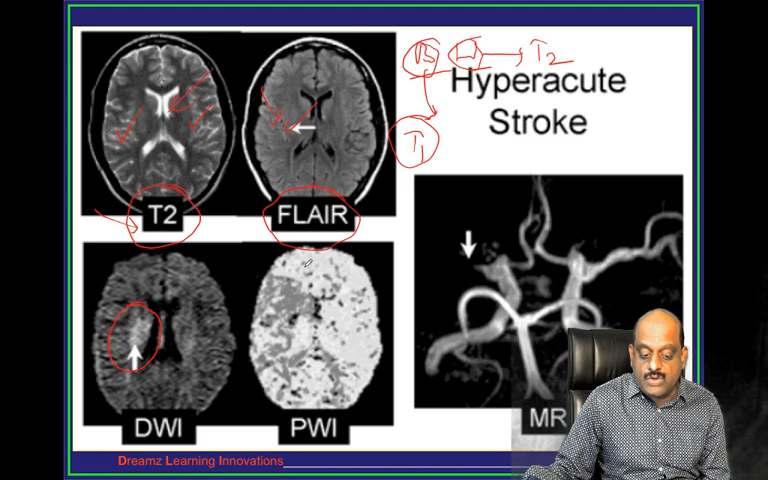 T2
T1
Hyperacute
Stroke
T2
FLAIR
DWI
PWI
MR
Dreamz Learning Innovations